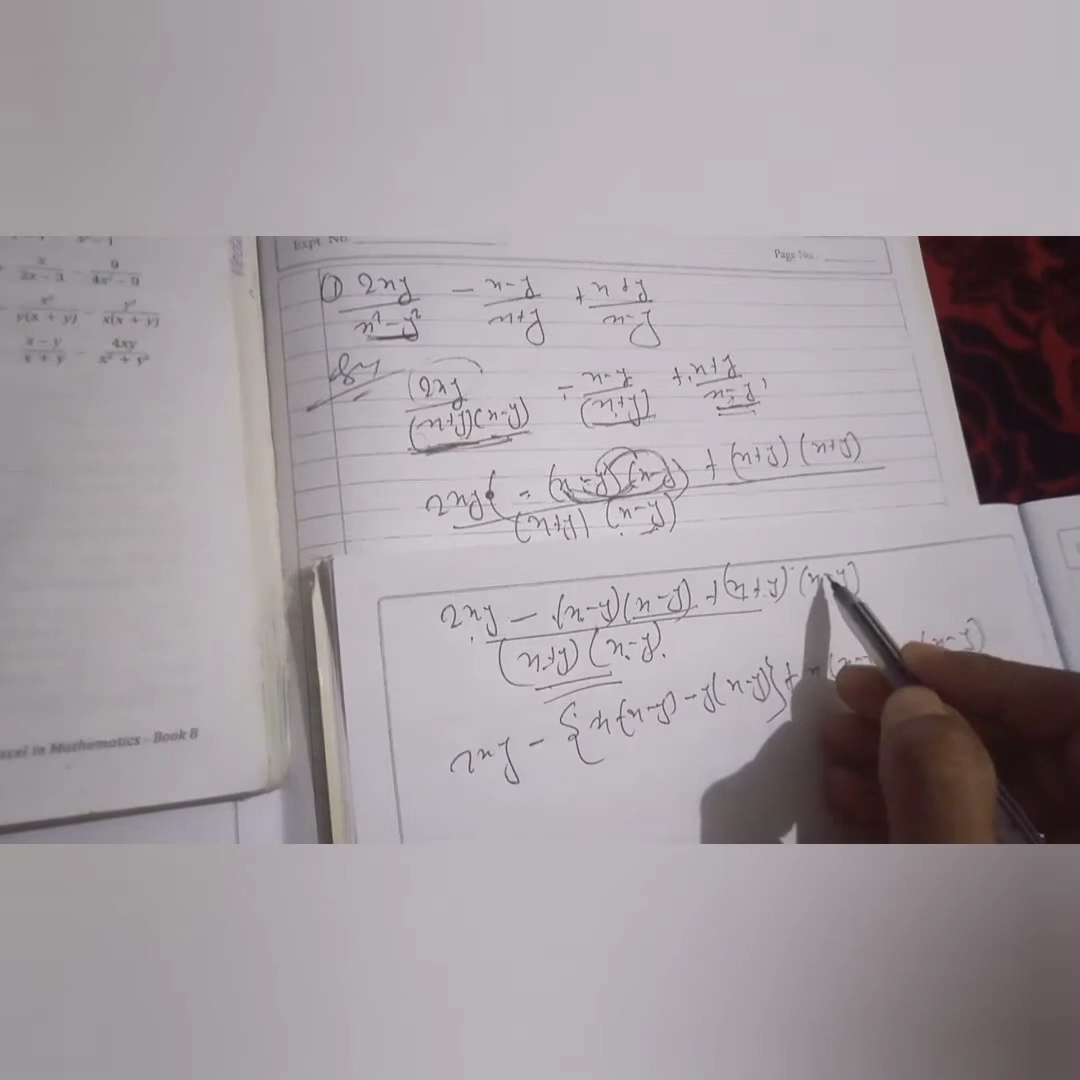 x/2x - 3 - 9/4x² - 9
x²/y(x + y) - y²/x(x + y)
x - y/x + y - 4xy/x² + y²
Excel in Mathematics - Book 8
Expt. No.
Page No.
① 2xy/x²-y² - x-y/x+y + x+y/x-y
2xy/(x-y)(x+y) - x-y/(x+y) + x+y/x-y
2xy - (x-y)(x-y) + (x+y)(x+y)
(x+y)(x-y)
2xy - (x-y)(x-y) + (x+y)(x+y)
(x+y)(x-y)
2xy - {x(x-y) - y(x-y)} +